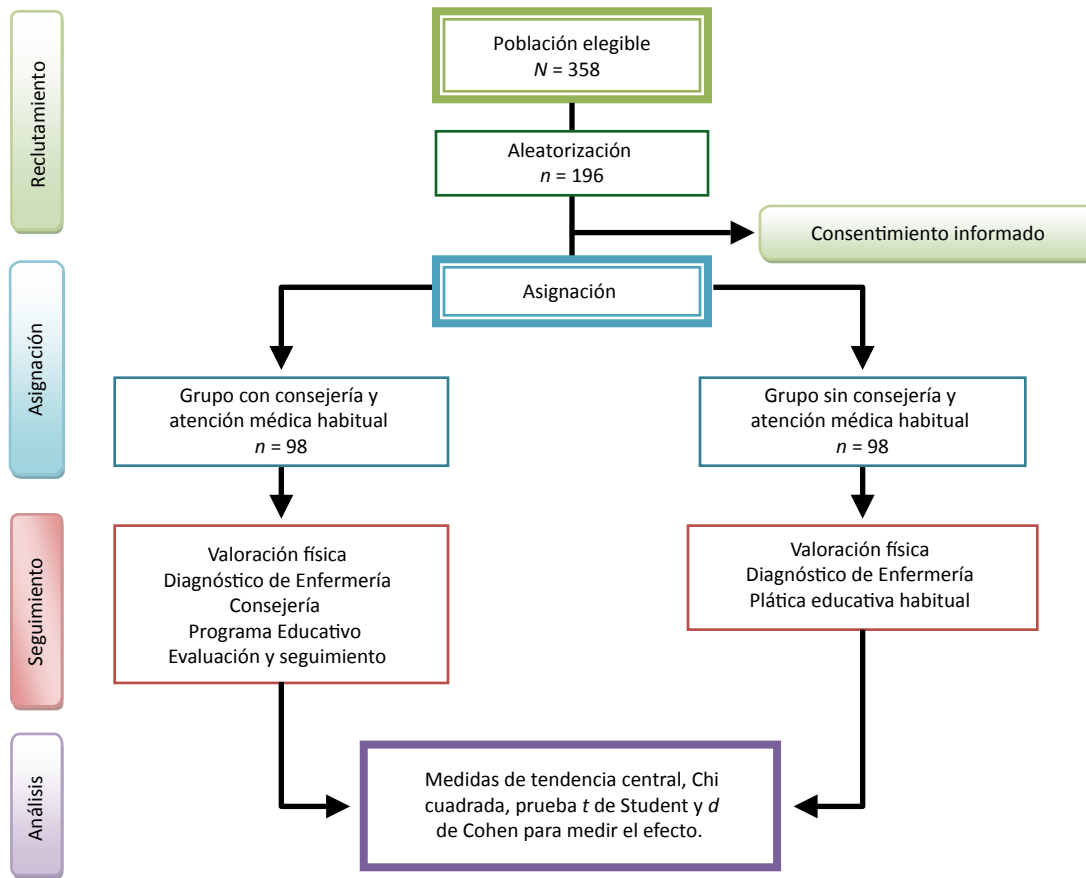 Reclutamiento
Población elegible
N = 358
Aleatorización
n = 196
Consentimiento informado
Asignación
Asignación
Grupo con consejería y
atención médica habitual
n = 98
Grupo sin consejería y
atención médica habitual
n = 98
Seguimiento
Valoración física
Diagnóstico de Enfermería
Consejería
Programa Educativo
Evaluación y seguimiento
Valoración física
Diagnóstico de Enfermería
Plática educativa habitual
Análisis
Medidas de tendencia central, Chi
cuadrada, prueba t de Student y d
de Cohen para medir el efecto.